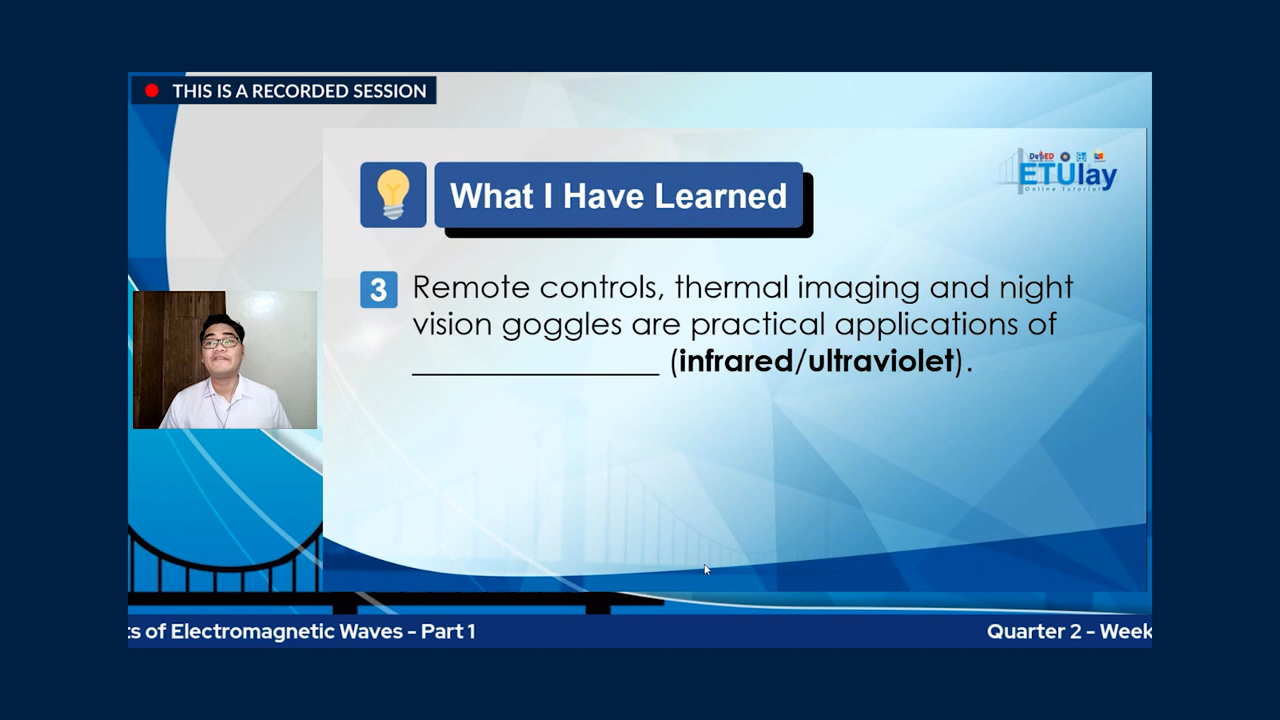 THIS IS A RECORDED SESSION
DepED
ETUlay
Online Tutorial
What I Have Learned
3 Remote controls, thermal imaging and night
vision goggles are practical applications of
_________________ (infrared/ultraviolet).
ts of Electromagnetic Waves - Part 1
Quarter 2 - Week